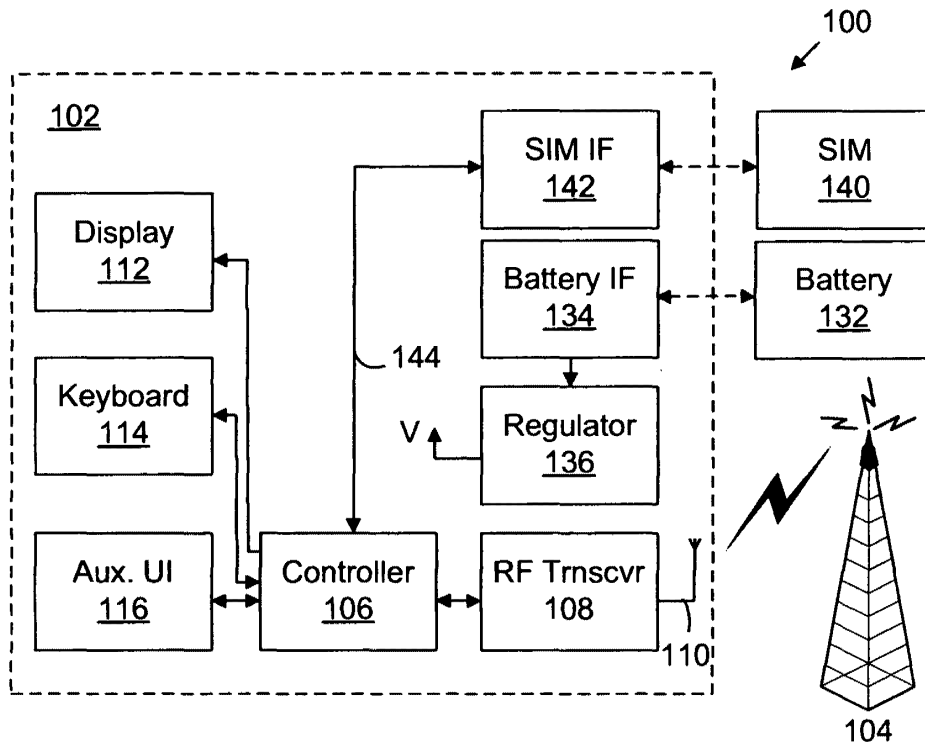 100
102
SIM IF
142
SIM
140
Display
112
Battery IF
134
Battery
132
144
Keyboard
114
V
Regulator
136
Aux. UI
116
Controller
106
RF Trnscvr
108
110
104